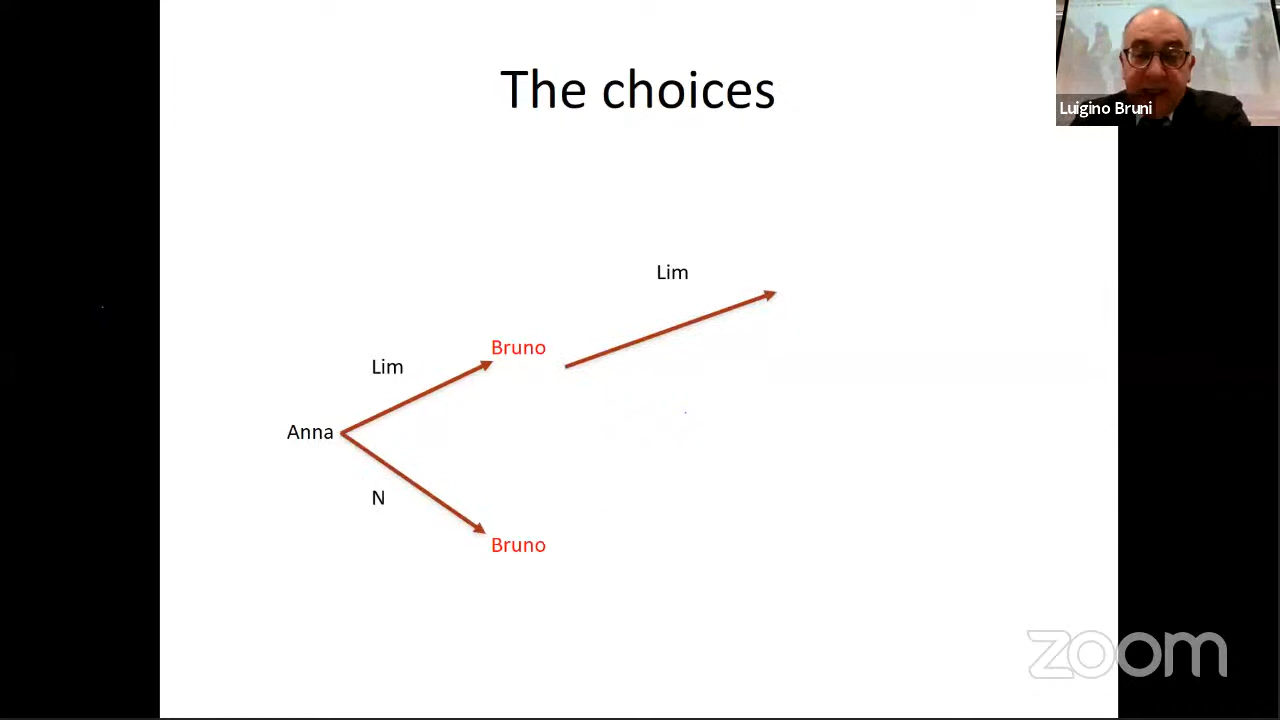 The choices
Luigino Bruni
Lim
Bruno
Lim
Anna
N
Bruno
zoom